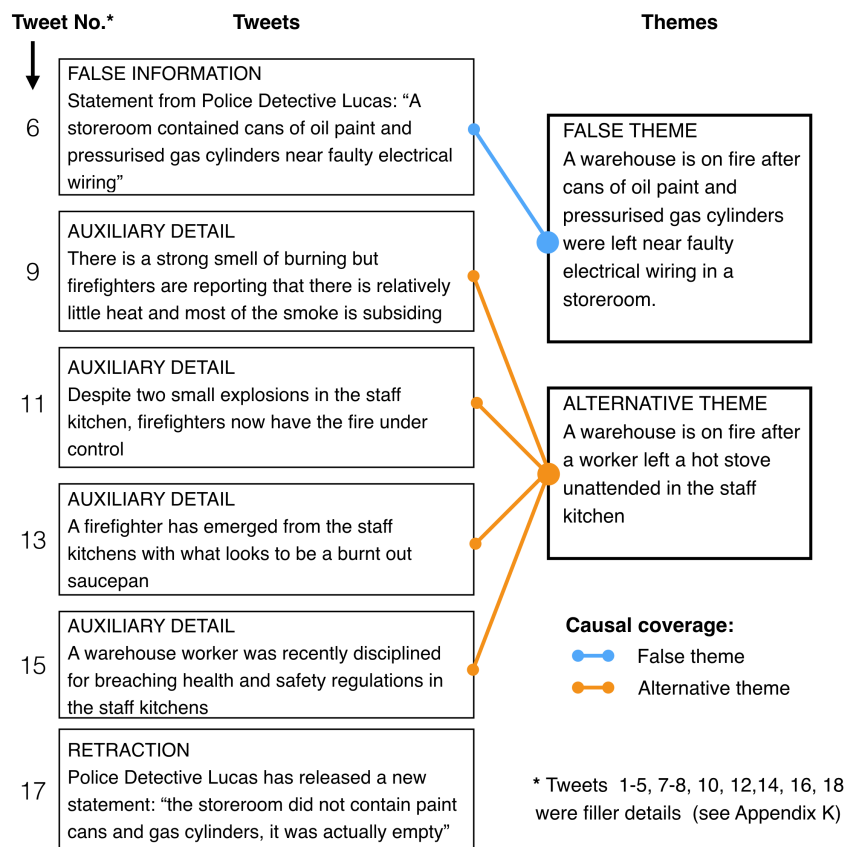 Tweet No.*
Tweets
Themes
6
FALSE INFORMATION
Statement from Police Detective Lucas: “A
storeroom contained cans of oil paint and
pressurised gas cylinders near faulty electrical
wiring”
9
AUXILIARY DETAIL
There is a strong smell of burning but
firefighters are reporting that there is relatively
little heat and most of the smoke is subsiding
11
AUXILIARY DETAIL
Despite two small explosions in the staff
kitchen, firefighters now have the fire under
control
13
AUXILIARY DETAIL
A firefighter has emerged from the staff
kitchens with what looks to be a burnt out
saucepan
15
AUXILIARY DETAIL
A warehouse worker was recently disciplined
for breaching health and safety regulations in
the staff kitchens
17
RETRACTION
Police Detective Lucas has released a new
statement: “the storeroom did not contain paint
cans and gas cylinders, it was actually empty”
FALSE THEME
A warehouse is on fire after
cans of oil paint and
pressurised gas cylinders
were left near faulty
electrical wiring in a
storeroom.
ALTERNATIVE THEME
A warehouse is on fire after
a worker left a hot stove
unattended in the staff
kitchen
Causal coverage:
False theme
Alternative theme
* Tweets 1-5, 7-8, 10, 12,14, 16, 18
were filler details (see Appendix K)